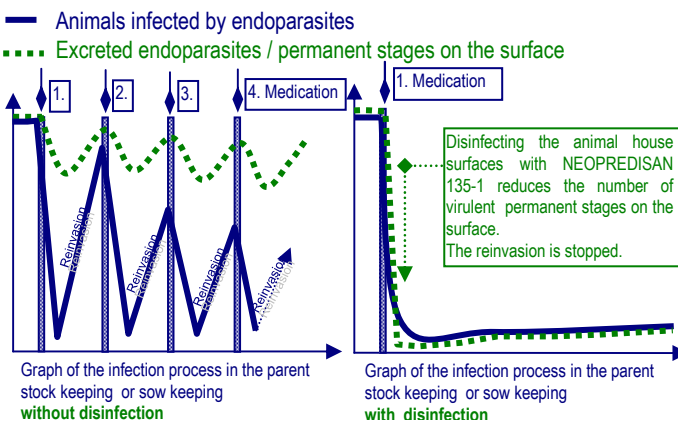 Animals infected by endoparasites
Excreted endoparasites / permanent stages on the surface
1.
2.
3.
4. Medication
1. Medication
Disinfecting the animal house
surfaces with NEOPREDISAN
135-1 reduces the number of
virulent permanent stages on the
surface.
The reinvasion is stopped.
Reinvasion
Reinvasion
Reinvasion
Reinvasion
Graph of the infection process in the parent
stock keeping or sow keeping
without disinfection
Graph of the infection process in the parent
stock keeping or sow keeping
with disinfection